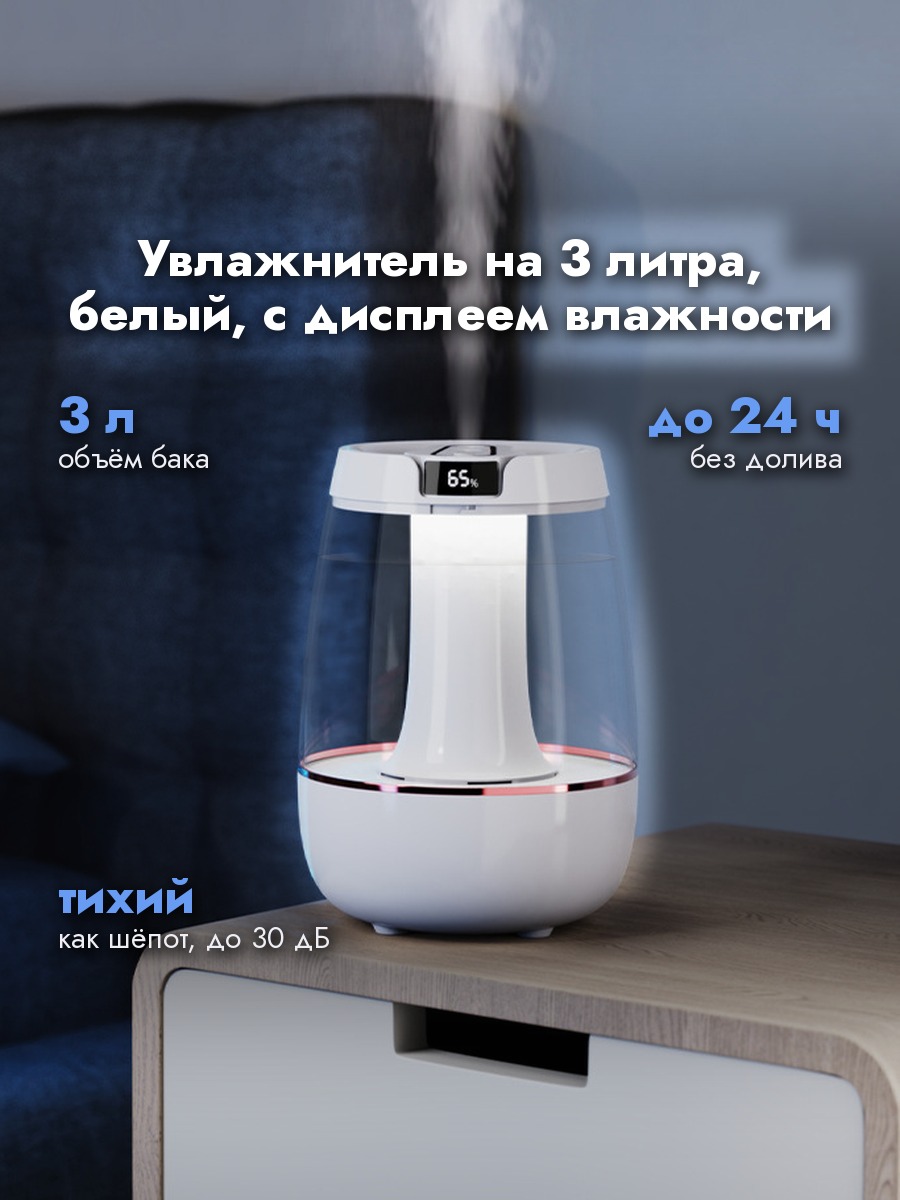 Увлажнитель на 3 литра,
белый, с дисплеем влажности
3 л
объём бака
до 24 ч
без долива
65%
тихий
как шёпот, до 30 дБ